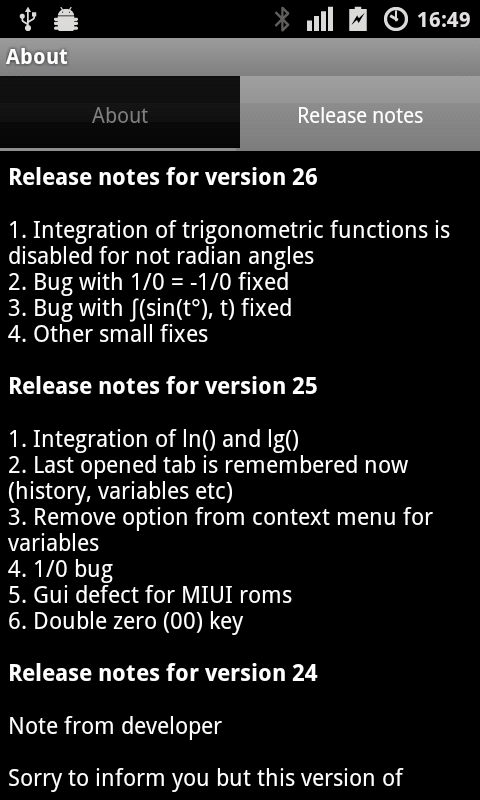 16:49
About
About
Release notes
Release notes for version 26
1. Integration of trigonometric functions is
disabled for not radian angles
2. Bug with 1/0 = -1/0 fixed
3. Bug with ∫(sin(t°), t) fixed
4. Other small fixes
Release notes for version 25
1. Integration of ln() and lg()
2. Last opened tab is remembered now
(history, variables etc)
3. Remove option from context menu for
variables
4. 1/0 bug
5. Gui defect for MIUI roms
6. Double zero (00) key
Release notes for version 24
Note from developer
Sorry to inform you but this version of